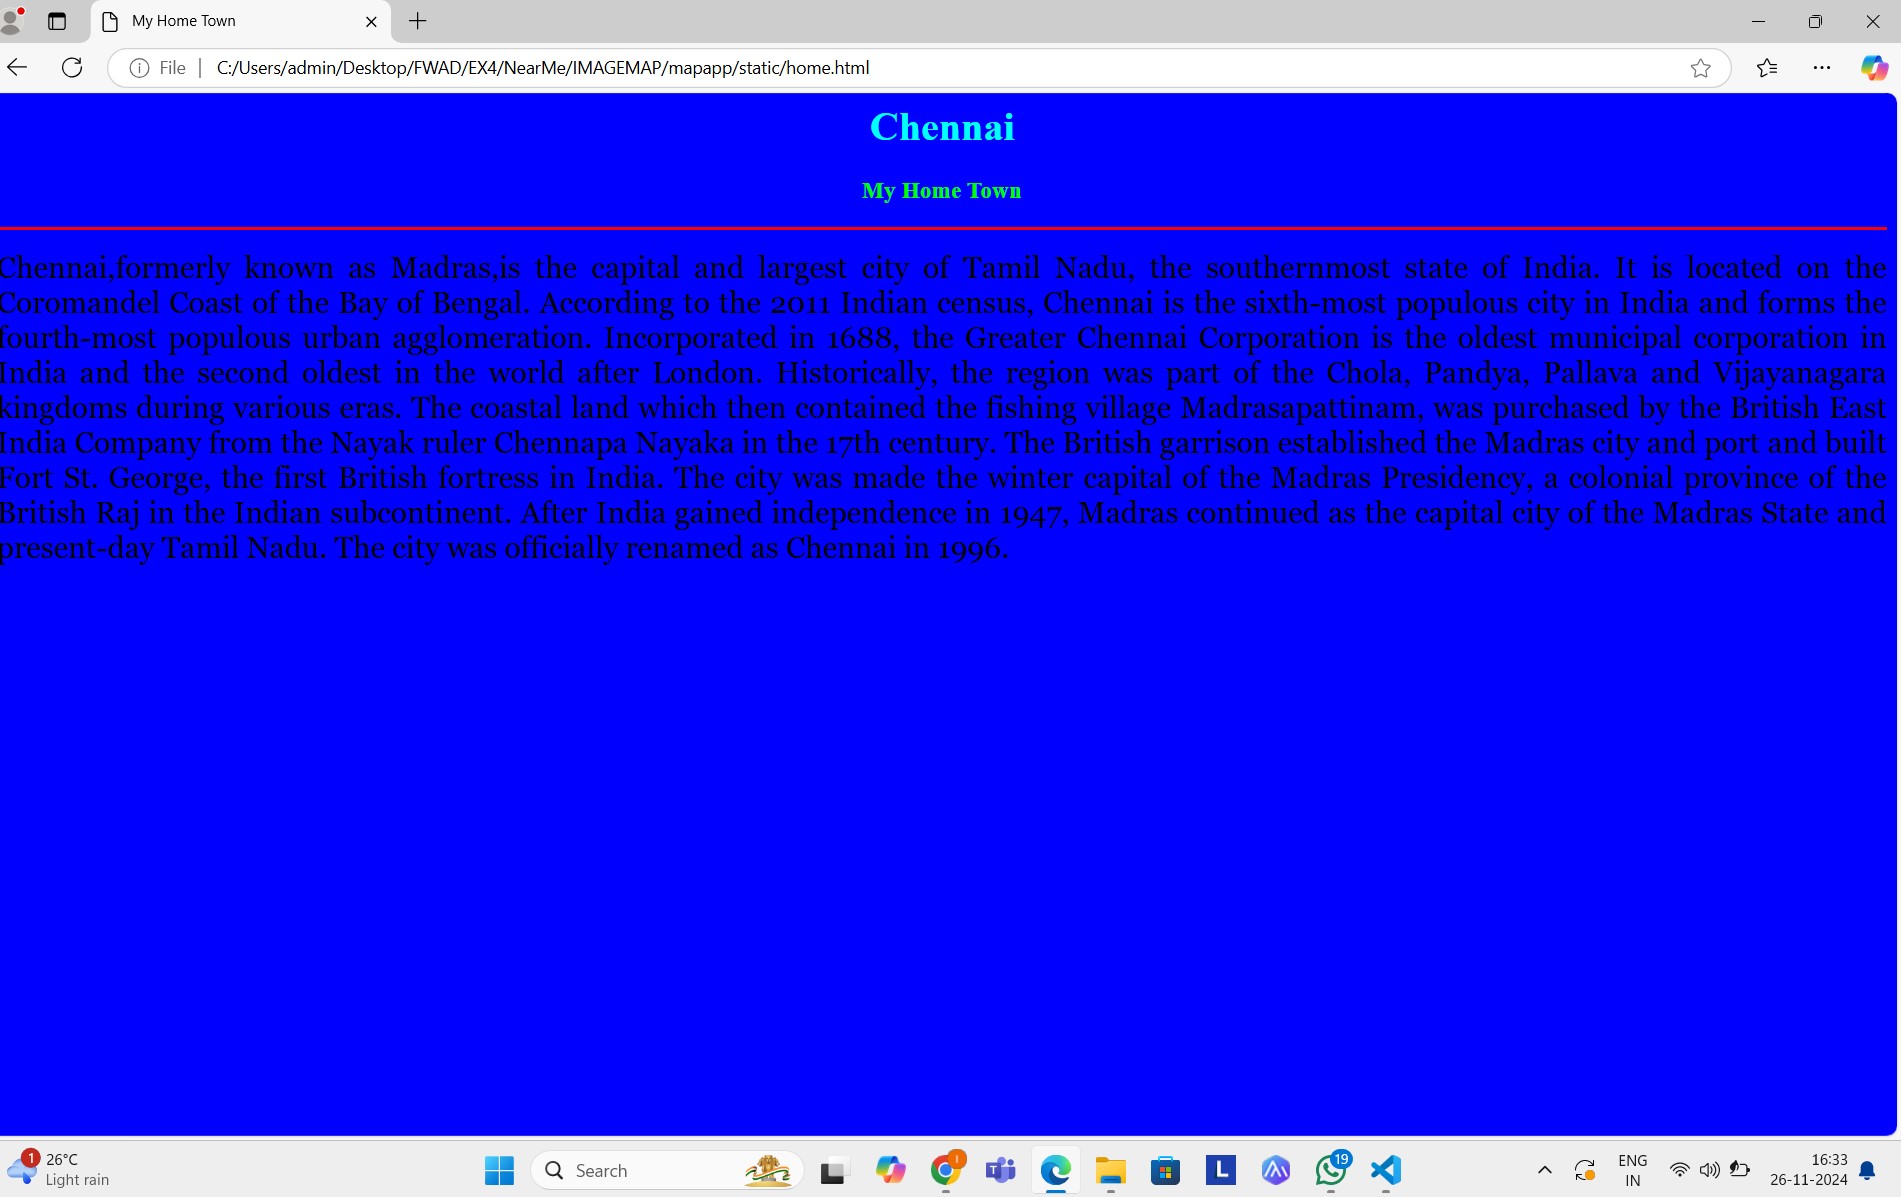 My Home Town
File
C:/Users/admin/Desktop/FWAD/EX4/NearMe/IMAGEMAP/mapapp/static/home.html
Chennai
My Home Town
Chennai,formerly known as Madras,is the capital and largest city of Tamil Nadu, the southernmost state of India. It is located on the
Coromandel Coast of the Bay of Bengal. According to the 2011 Indian census, Chennai is the sixth-most populous city in India and forms the
fourth-most populous urban agglomeration. Incorporated in 1688, the Greater Chennai Corporation is the oldest municipal corporation in
India and the second oldest in the world after London. Historically, the region was part of the Chola, Pandya, Pallava and Vijayanagara
kingdoms during various eras. The coastal land which then contained the fishing village Madrasapattinam, was purchased by the British East
India Company from the Nayak ruler Chennapa Nayaka in the 17th century. The British garrison established the Madras city and port and built
Fort St. George, the first British fortress in India. The city was made the winter capital of the Madras Presidency, a colonial province of the
British Raj in the Indian subcontinent. After India gained independence in 1947, Madras continued as the capital city of the Madras State and
present-day Tamil Nadu. The city was officially renamed as Chennai in 1996.
1
26°C
Light rain
Search
I
T
L
19
ENG
IN
16:33
26-11-2024